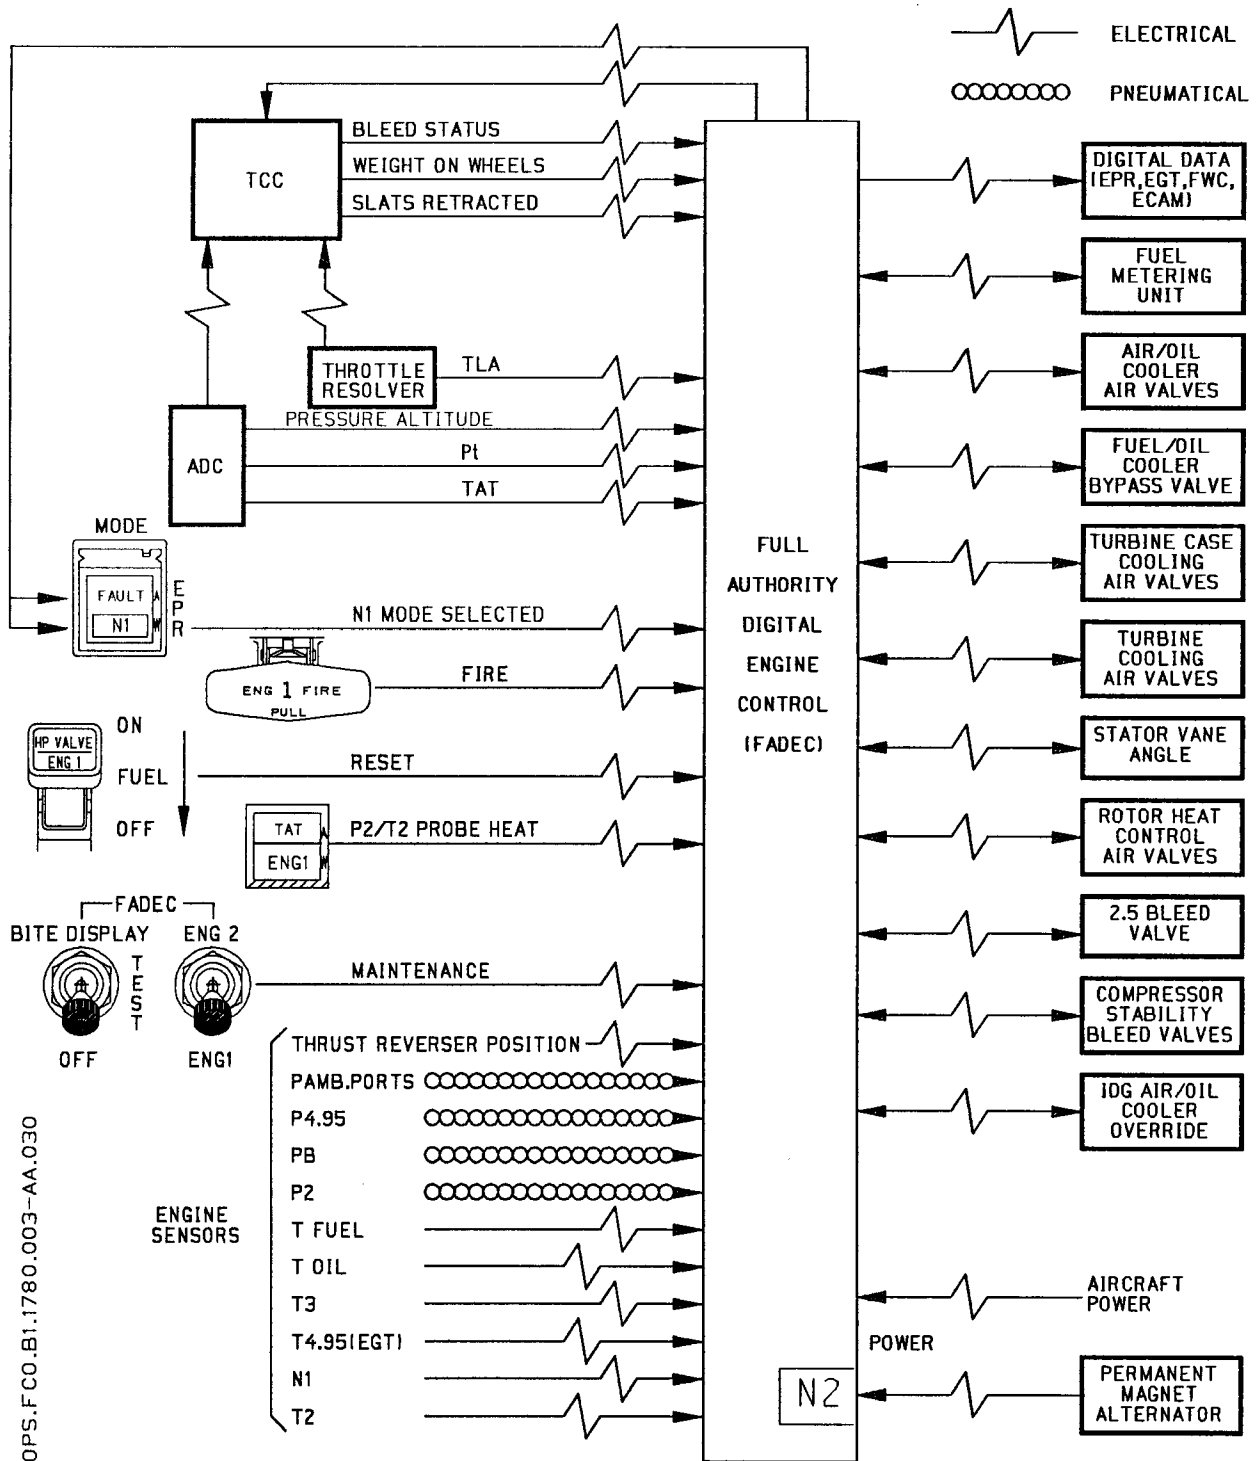 ELECTRICAL
PNEUMATICAL
BLEED STATUS
WEIGHT ON WHEELS
SLATS RETRACTED
TCC
DIGITAL DATA
(EPR,EGT,FWC,
ECAM)
FUEL
METERING
UNIT
THROTTLE
RESOLVER
TLA
AIR/OIL
COOLER
AIR VALVES
PRESSURE ALTITUDE
Pt
TAT
ADC
FUEL/OIL
COOLER
BYPASS VALVE
MODE
FAULT
N1
A
W
EPR
N1 MODE SELECTED
FULL
AUTHORITY
DIGITAL
ENGINE
CONTROL
(FADEC)
TURBINE CASE
COOLING
AIR VALVES
TURBINE
COOLING
AIR VALVES
ENG 1 FIRE
PULL
FIRE
ON
HP VALVE
ENG 1
FUEL
OFF
RESET
STATOR VANE
ANGLE
TAT
ENG1
A
W
P2/T2 PROBE HEAT
ROTOR HEAT
CONTROL
AIR VALVES
FADEC
BITE DISPLAY
ENG 2
TEST
OFF
ENG1
MAINTENANCE
2.5 BLEED
VALVE
COMPRESSOR
STABILITY
BLEED VALVES
IDG AIR/OIL
COOLER
OVERRIDE
ENGINE
SENSORS
THRUST REVERSER POSITION
PAMB.PORTS
P4.95
PB
P2
T FUEL
T OIL
T3
T4.95(EGT)
N1
T2
AIRCRAFT
POWER
POWER
N2
PERMANENT
MAGNET
ALTERNATOR
OPS.FCO.B1.1780.003-AA.030